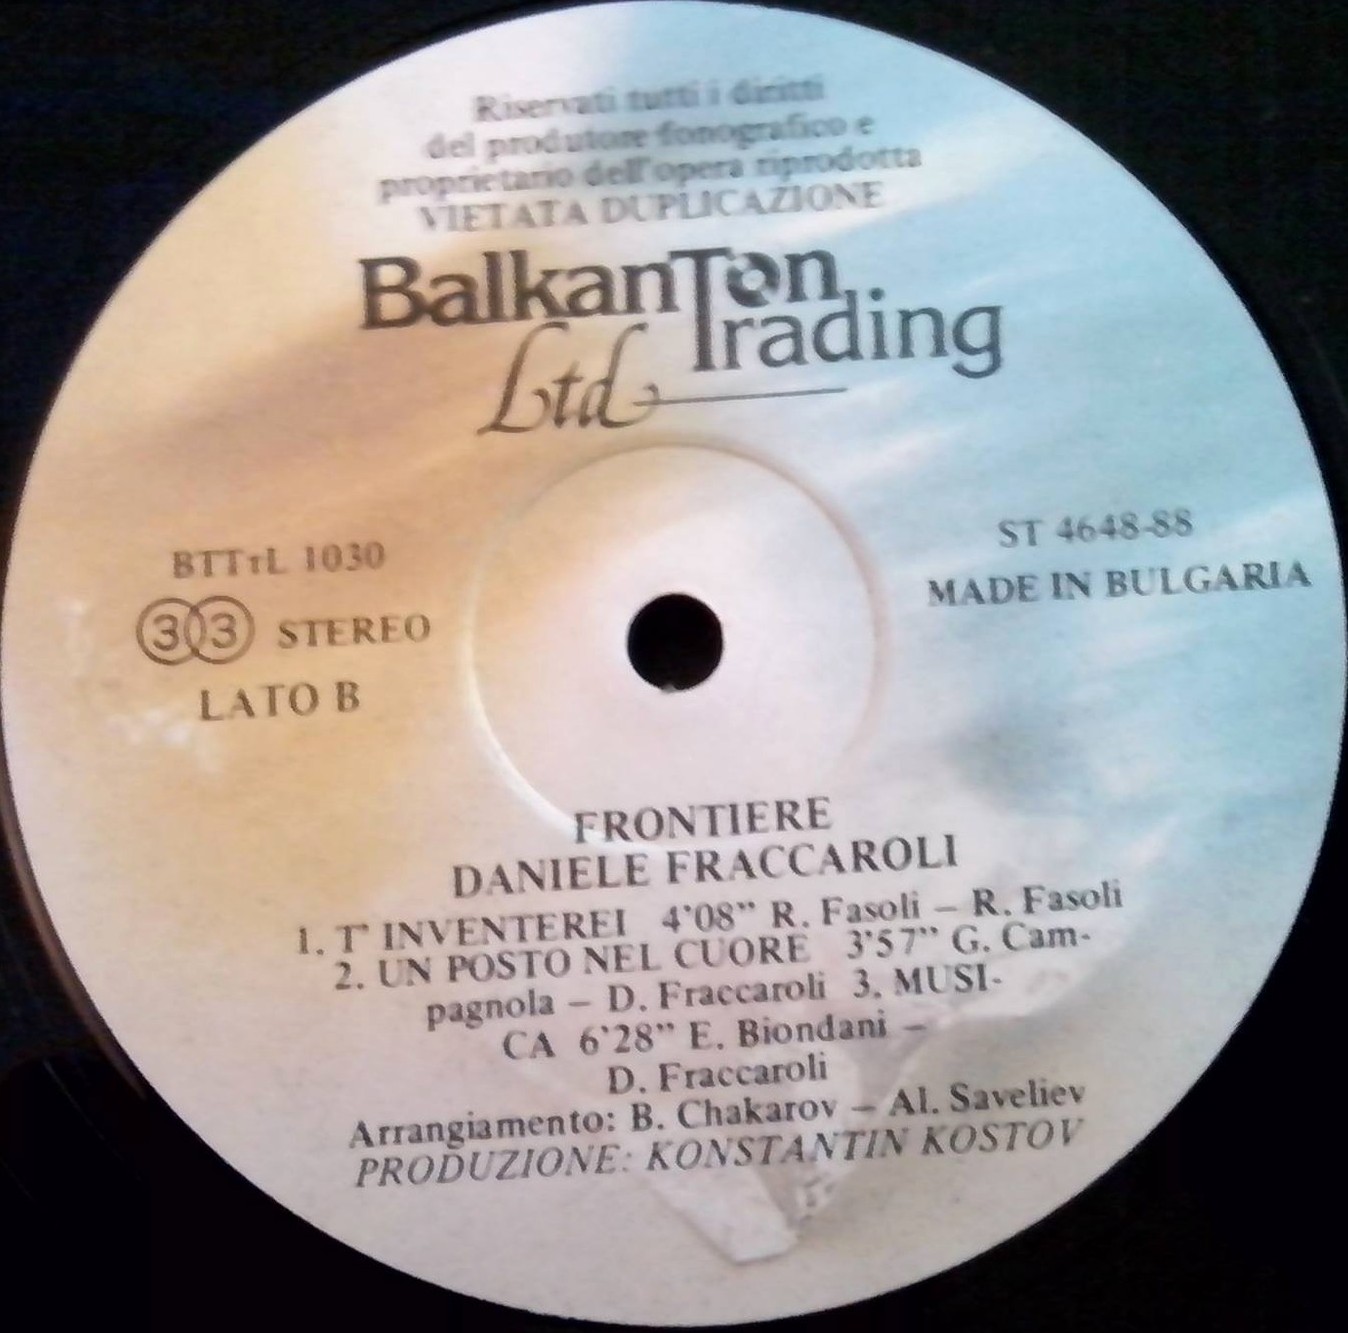 Riservati tutti i diritti
del produtore fonografico e
proprietario dell'opera riprodotta
VIETATA DUPLICAZIONE
BalkanTon
Trading
Ltd
BTTrL 1030
33 STEREO
LATO B
ST 4648-88
MADE IN BULGARIA
FRONTIERE
DANIELE FRACCAROLI
1. T' INVENTEREI 4'08" R. Fasoli – R. Fasoli
2. UN POSTO NEL CUORE 3'57" G. Cam-
pagnola – D. Fraccaroli 3. MUSI-
CA 6'28" E. Biondani –
D. Fraccaroli
Arrangiamento: B. Chakarov – Al. Saveliev
PRODUZIONE: KONSTANTIN KOSTOV